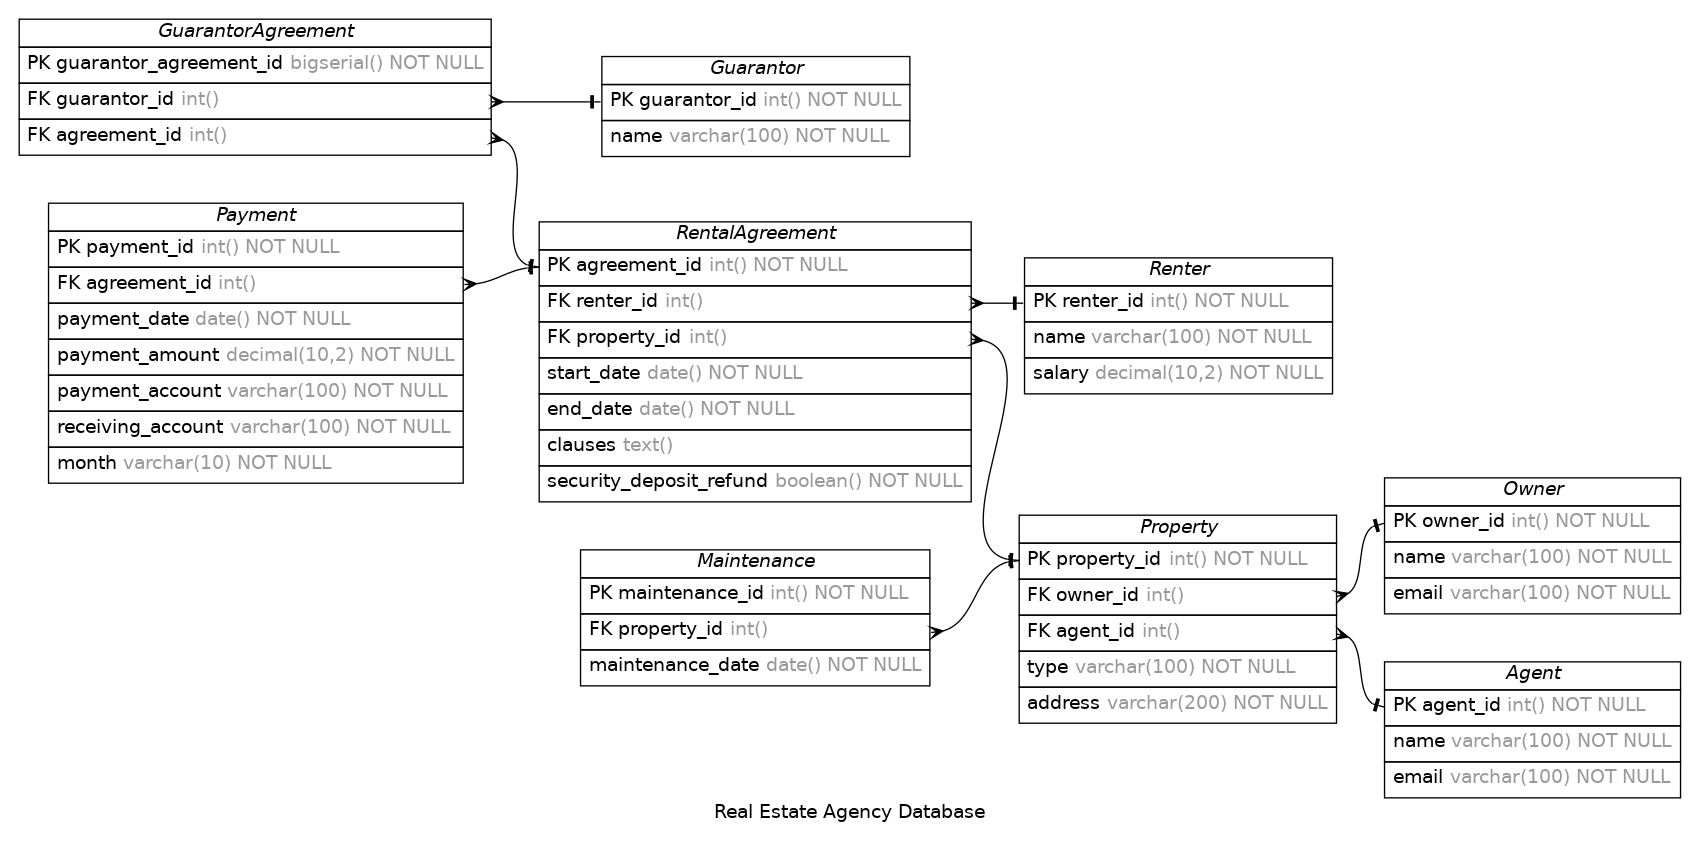 GuarantorAgreement
PK guarantor_agreement_id bigserial() NOT NULL
FK guarantor_id int()
FK agreement_id int()
Guarantor
PK guarantor_id int() NOT NULL
name varchar(100) NOT NULL
Payment
PK payment_id int() NOT NULL
FK agreement_id int()
payment_date date() NOT NULL
payment_amount decimal(10,2) NOT NULL
payment_account varchar(100) NOT NULL
receiving_account varchar(100) NOT NULL
month varchar(10) NOT NULL
RentalAgreement
PK agreement_id int() NOT NULL
FK renter_id int()
FK property_id int()
start_date date() NOT NULL
end_date date() NOT NULL
clauses text()
security_deposit_refund boolean() NOT NULL
Renter
PK renter_id int() NOT NULL
name varchar(100) NOT NULL
salary decimal(10,2) NOT NULL
Maintenance
PK maintenance_id int() NOT NULL
FK property_id int()
maintenance_date date() NOT NULL
Property
PK property_id int() NOT NULL
FK owner_id int()
FK agent_id int()
type varchar(100) NOT NULL
address varchar(200) NOT NULL
Owner
PK owner_id int() NOT NULL
name varchar(100) NOT NULL
email varchar(100) NOT NULL
Agent
PK agent_id int() NOT NULL
name varchar(100) NOT NULL
email varchar(100) NOT NULL
Real Estate Agency Database